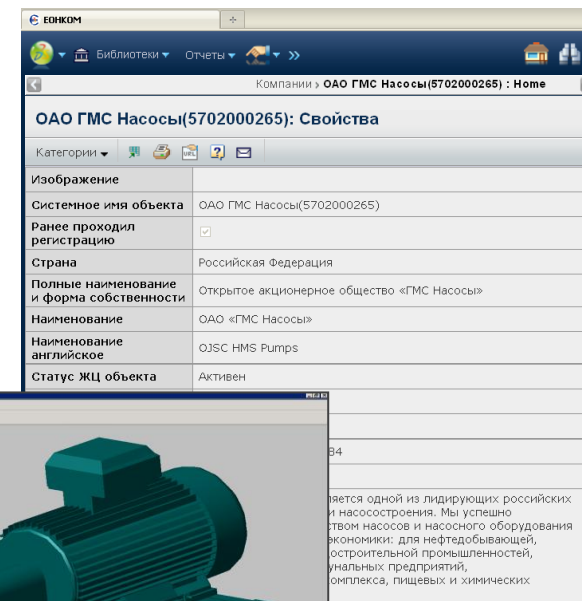 ЕОНКОМ
Библиотеки Отчеты »
Компании › ОАО ГМС Насосы(5702000265) : Home
ОАО ГМС Насосы(5702000265): Свойства
Категории URL
Изображение
Системное имя объекта ОАО ГМС Насосы(5702000265)
Ранее проходил
регистрацию
Страна Российская Федерация
Полные наименование
и форма собственности Открытое акционерное общество «ГМС Насосы»
Наименование ОАО «ГМС Насосы»
Наименование
английское OJSC HMS Pumps
Статус ЖЦ объекта Активен
84
яется одной из лидирующих российских
и насосостроения. Мы успешно
твом насосов и насосного оборудования
экономики: для нефтедобывающей,
остроительной промышленностей,
унальных предприятий,
омплекса, пищевых и химических